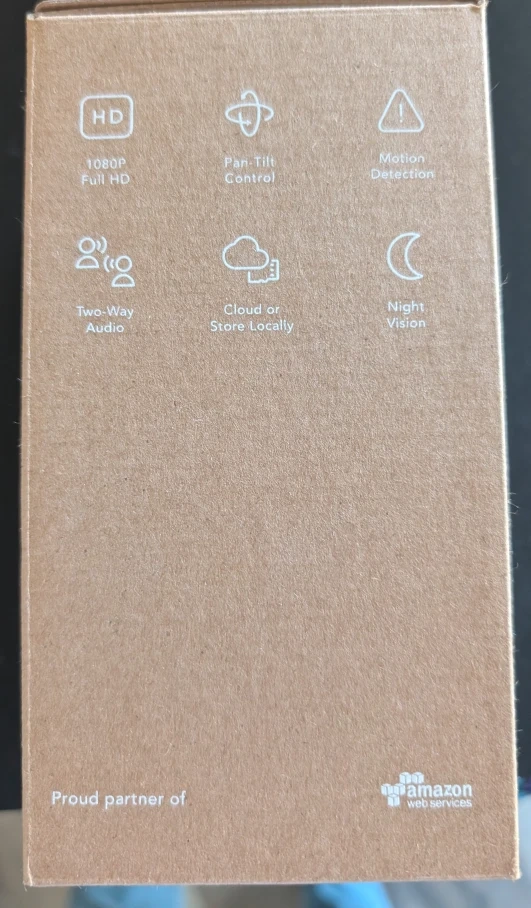 HD
1080P
Full HD
Pan-Tilt
Control
Motion
Detection
Two-Way
Audio
Cloud or
Store Locally
Night
Vision
Proud partner of
amazon
web services